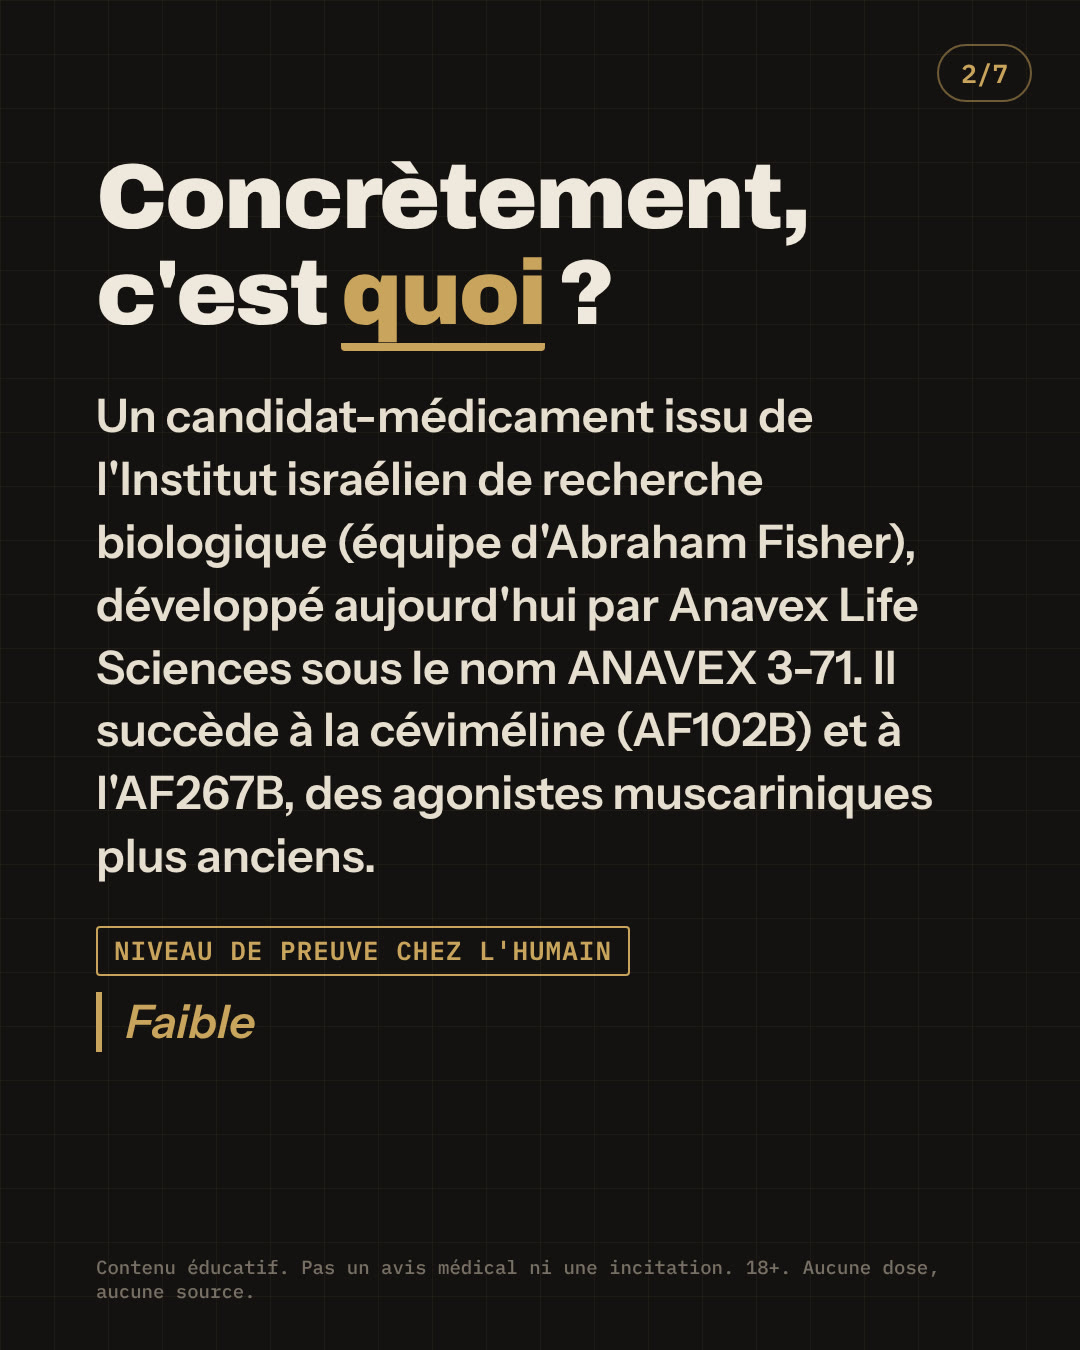 2/7
Concrètement,
c'est quoi ?
Un candidat-médicament issu de
l'Institut israélien de recherche
biologique (équipe d'Abraham Fisher),
développé aujourd'hui par Anavex Life
Sciences sous le nom ANAVEX 3-71. Il
succède à la céviméline (AF102B) et à
l'AF267B, des agonistes muscariniques
plus anciens.
NIVEAU DE PREUVE CHEZ L'HUMAIN
Faible
Contenu éducatif. Pas un avis médical ni une incitation. 18+. Aucune dose,
aucune source.